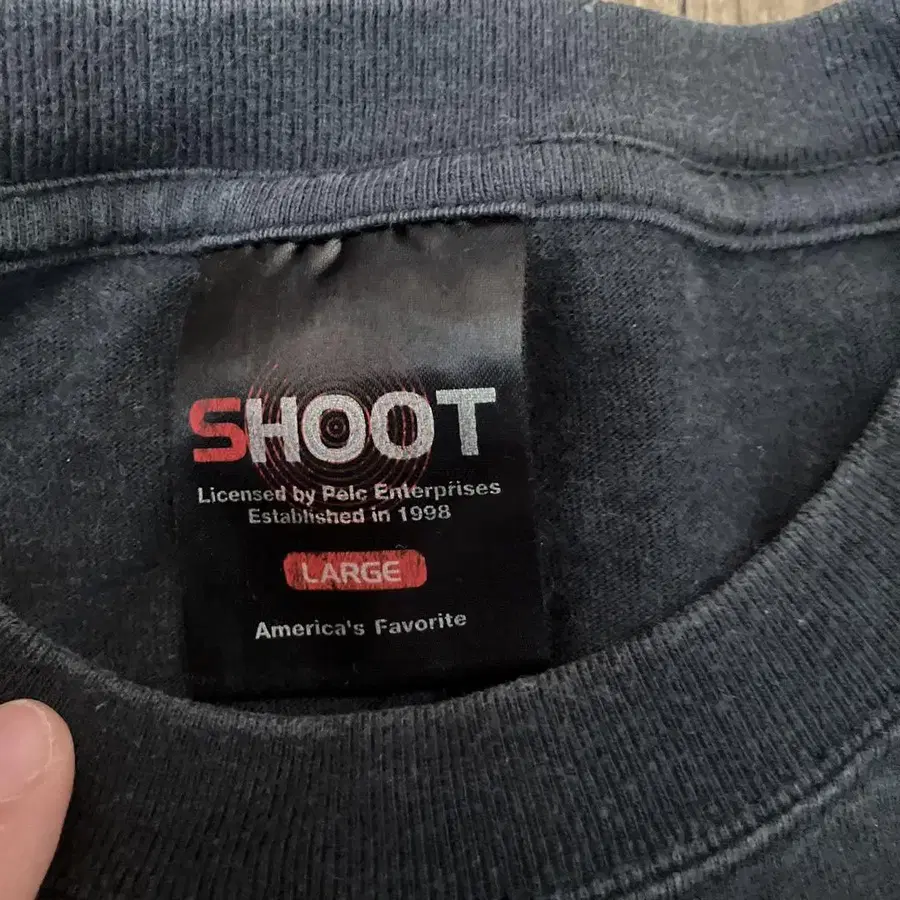 SHOOT
Licensed by Pelc Enterprises
Established in 1998
LARGE
America's Favorite